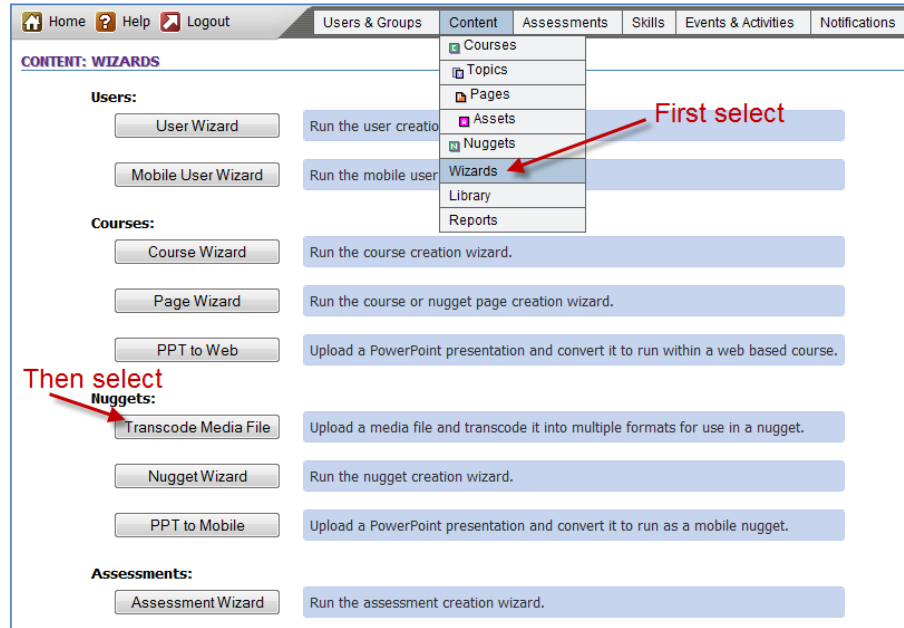 Home Help Logout Users & Groups Content Assessments Skills Events & Activities Notifications
CONTENT: WIZARDS
Courses
Topics
Pages
Assets
Nuggets
Wizards
Library
Reports
First select
Users:
User Wizard Run the user creatio
Mobile User Wizard Run the mobile user
Courses:
Course Wizard Run the course creation wizard.
Page Wizard Run the course or nugget page creation wizard.
PPT to Web Upload a PowerPoint presentation and convert it to run within a web based course.
Then select
Nuggets:
Transcode Media File Upload a media file and transcode it into multiple formats for use in a nugget.
Nugget Wizard Run the nugget creation wizard.
PPT to Mobile Upload a PowerPoint presentation and convert it to run as a mobile nugget.
Assessments:
Assessment Wizard Run the assessment creation wizard.